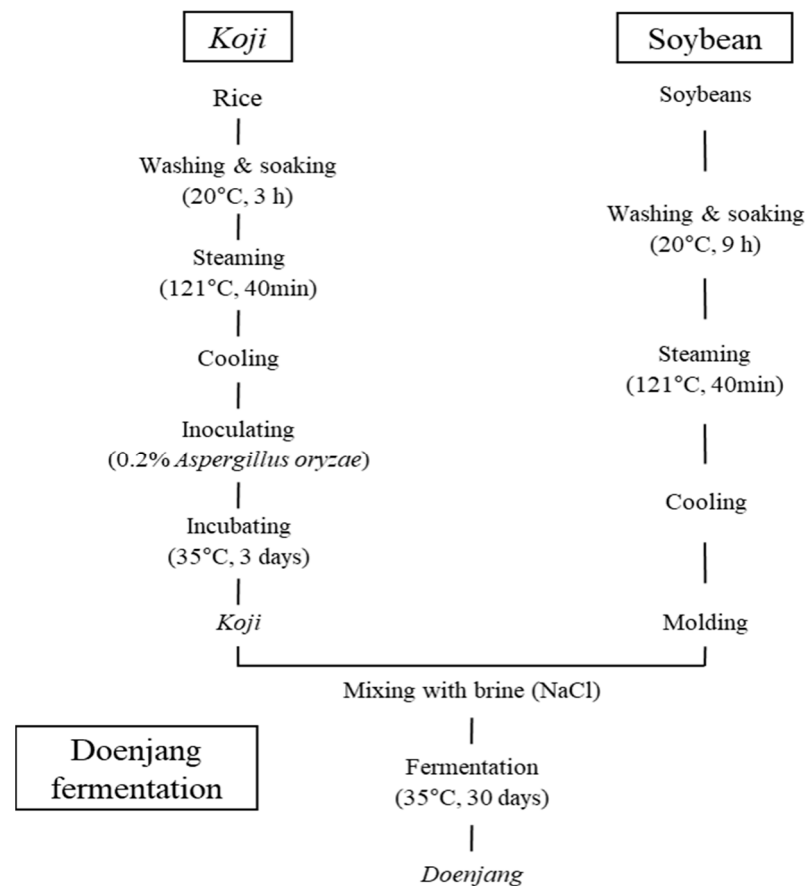 Koji
Rice
Washing & soaking
(20°C, 3 h)
Steaming
(121°C, 40min)
Cooling
Inoculating
(0.2% Aspergillus oryzae)
Incubating
(35°C, 3 days)
Koji
Soybean
Soybeans
Washing & soaking
(20°C, 9 h)
Steaming
(121°C, 40min)
Cooling
Molding
Mixing with brine (NaCl)
Doenjang
fermentation
Fermentation
(35°C, 30 days)
Doenjang